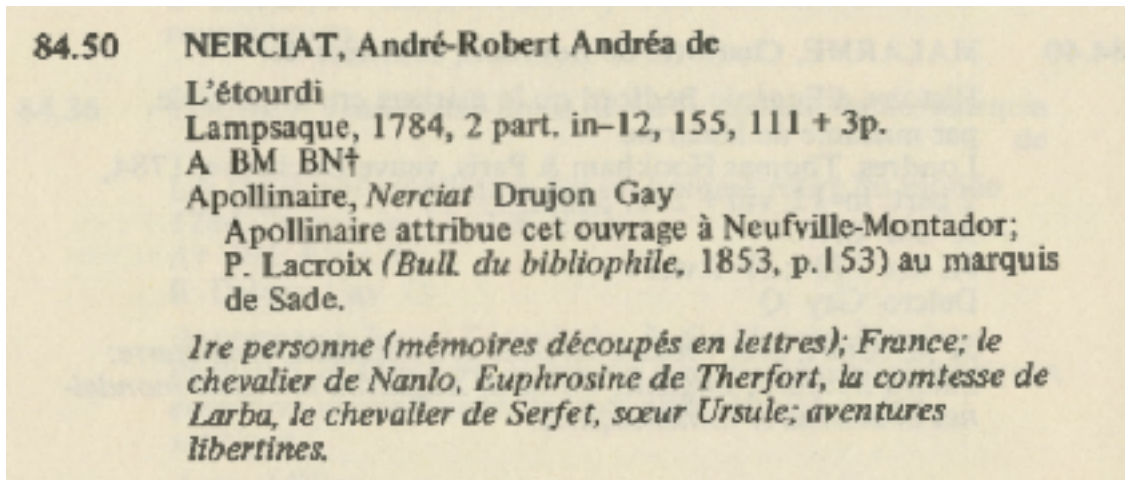 84.50 NERCIAT, André-Robert Andréa de
L'étourdi
Lampsaque, 1784, 2 part. in-12, 155, 111 + 3p.
A BM BN†
Apollinaire, Nerciat Drujon Gay
Apollinaire attribue cet ouvrage à Neufville-Montador;
P. Lacroix (Bull. du bibliophile, 1853, p.153) au marquis
de Sade.
1re personne (mémoires découpés en lettres); France; le
chevalier de Nanlo, Euphrosine de Therfort, la comtesse de
Larba, le chevalier de Serfet, sœur Ursule; aventures
libertines.